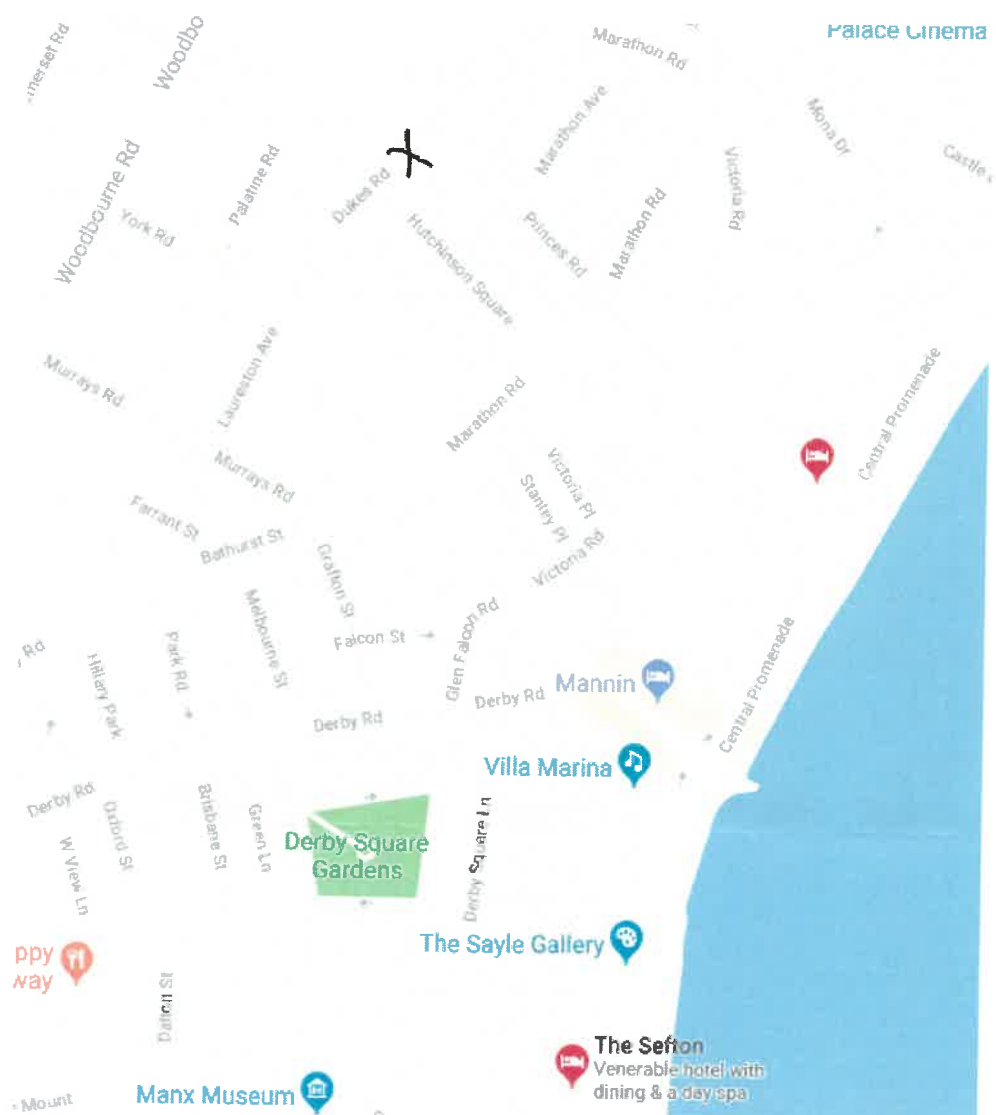 Woodbo
Palace Cinema
Marathon Rd
Marathon Ave
Mona Dr
Woodbourne Rd
Palatine Rd
Dukes Rd
Victoria Rd
Castle
York Rd
Hutchinson Square
Princes Rd
Marathon Rd
Laureston Ave
Murrays Rd
Marathon Rd
Central Promenade
Murrays Rd
Victoria Pl
Stanley Pl
Farrant St
Bathurst St
Grafton St
Victoria Rd
Melbourne St
Falcon St
Glen Falcon Rd
Rd
Hillary Park
Park Rd
Derby Rd
Derby Rd
Mannin
Central Promenade
Villa Marina
Derby Rd
Oxford St
Brisbane St
Green Ln
Derby Square
Gardens
Derby Square Ln
W View Ln
The Sayle Gallery
ppy
way
Dalton St
The Sefton
Venerable hotel with
dining & a day spa
Manx Museum
Mount